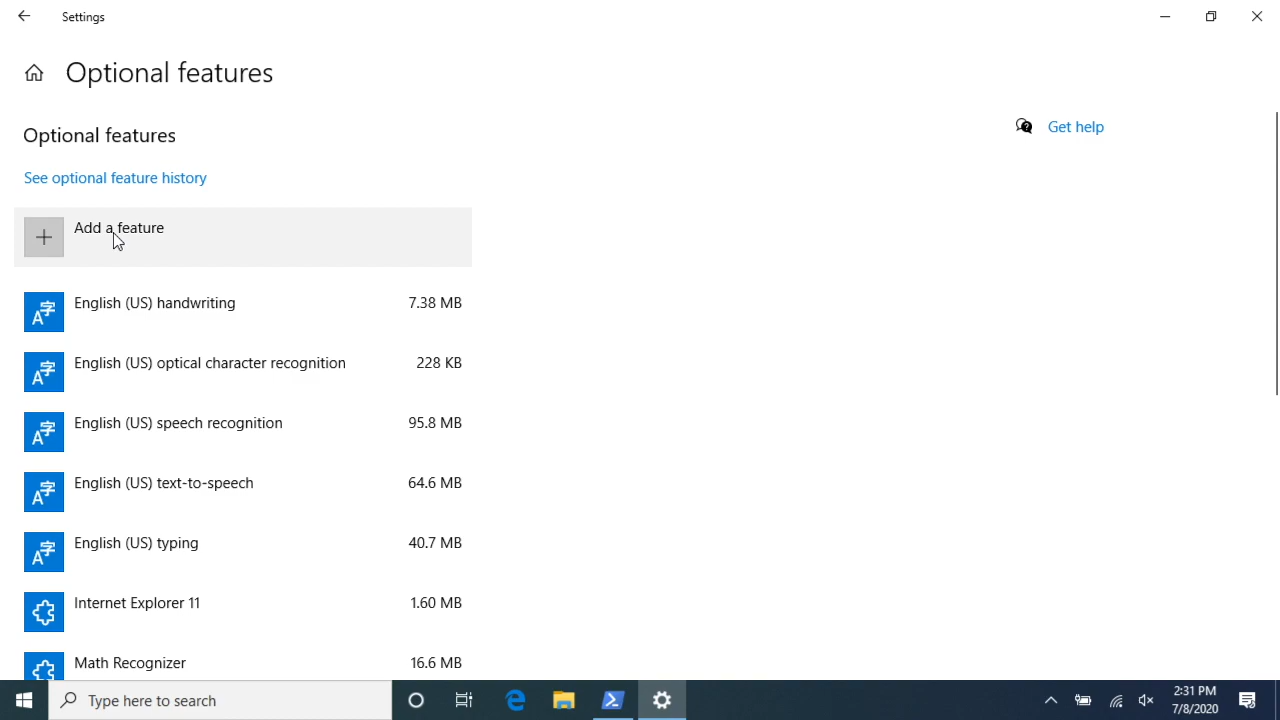 Settings
Optional features
Optional features
Get help
See optional feature history
Add a feature
English (US) handwriting 7.38 MB
English (US) optical character recognition 228 KB
English (US) speech recognition 95.8 MB
English (US) text-to-speech 64.6 MB
English (US) typing 40.7 MB
Internet Explorer 11 1.60 MB
Math Recognizer 16.6 MB
Type here to search
2:31 PM
7/8/2020